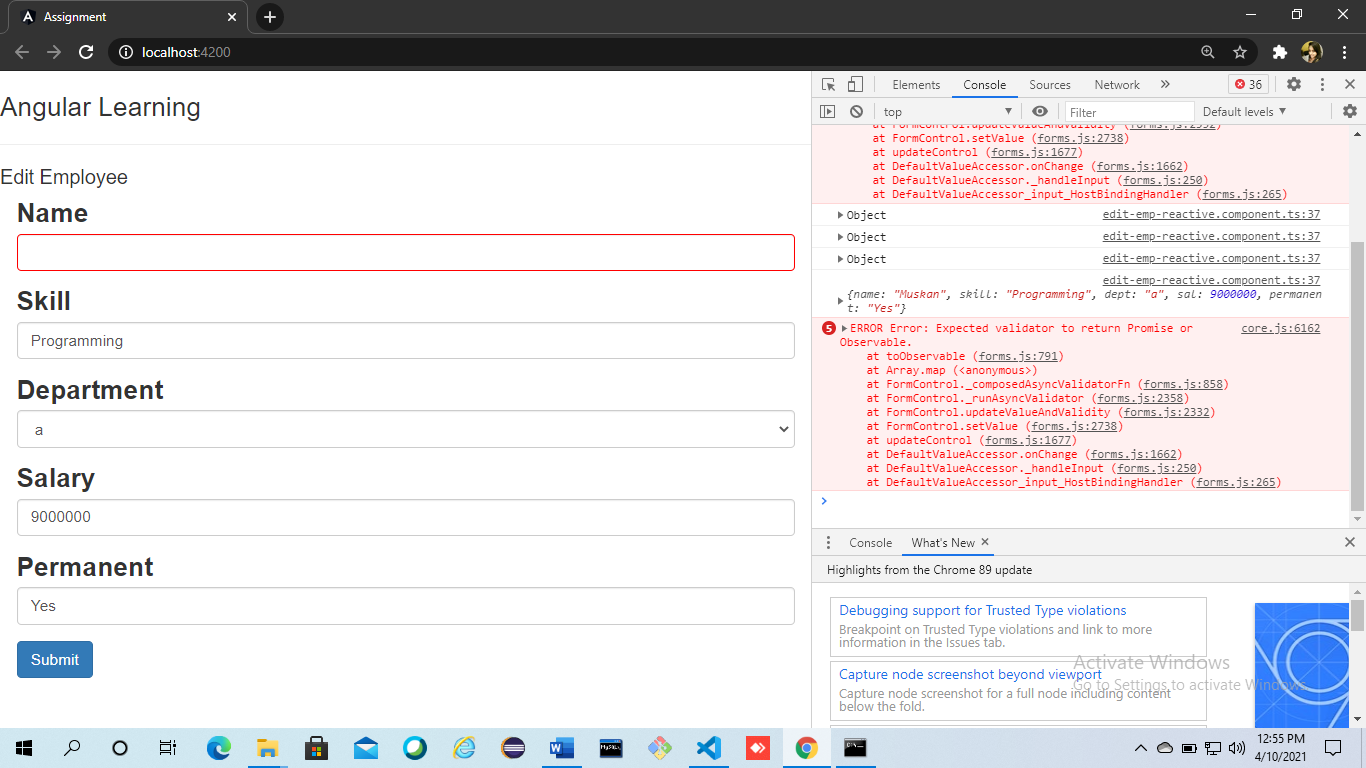 Assignment
localhost:4200
Angular Learning
Edit Employee
Name
Skill
Programming
Department
a
Salary
9000000
Permanent
Yes
Submit
Elements Console Sources Network 36
top Filter Default levels
at FormControl.updateValueAndValidity (forms.js:2332)
at FormControl.setValue (forms.js:2738)
at updateControl (forms.js:1677)
at DefaultValueAccessor.onChange (forms.js:1662)
at DefaultValueAccessor._handleInput (forms.js:250)
at DefaultValueAccessor_input_HostBindingHandler (forms.js:265)
Object edit-emp-reactive.component.ts:37
Object edit-emp-reactive.component.ts:37
Object edit-emp-reactive.component.ts:37
edit-emp-reactive.component.ts:37
{name: "Muskan", skill: "Programming", dept: "a", sal: 9000000, permanen
t: "Yes"}
5 ERROR Error: Expected validator to return Promise or core.js:6162
Observable.
at toObservable (forms.js:791)
at Array.map (<anonymous>)
at FormControl._composedAsyncValidatorFn (forms.js:858)
at FormControl._runAsyncValidator (forms.js:2358)
at FormControl.updateValueAndValidity (forms.js:2332)
at FormControl.setValue (forms.js:2738)
at updateControl (forms.js:1677)
at DefaultValueAccessor.onChange (forms.js:1662)
at DefaultValueAccessor._handleInput (forms.js:250)
at DefaultValueAccessor_input_HostBindingHandler (forms.js:265)
Console What's New
Highlights from the Chrome 89 update
Debugging support for Trusted Type violations
Breakpoint on Trusted Type violations and link to more
information in the Issues tab.
Capture node screenshot beyond viewport
Capture node screenshot for a full node including content
below the fold.
Activate Windows
Go to Settings to activate Windows.
12:55 PM
4/10/2021